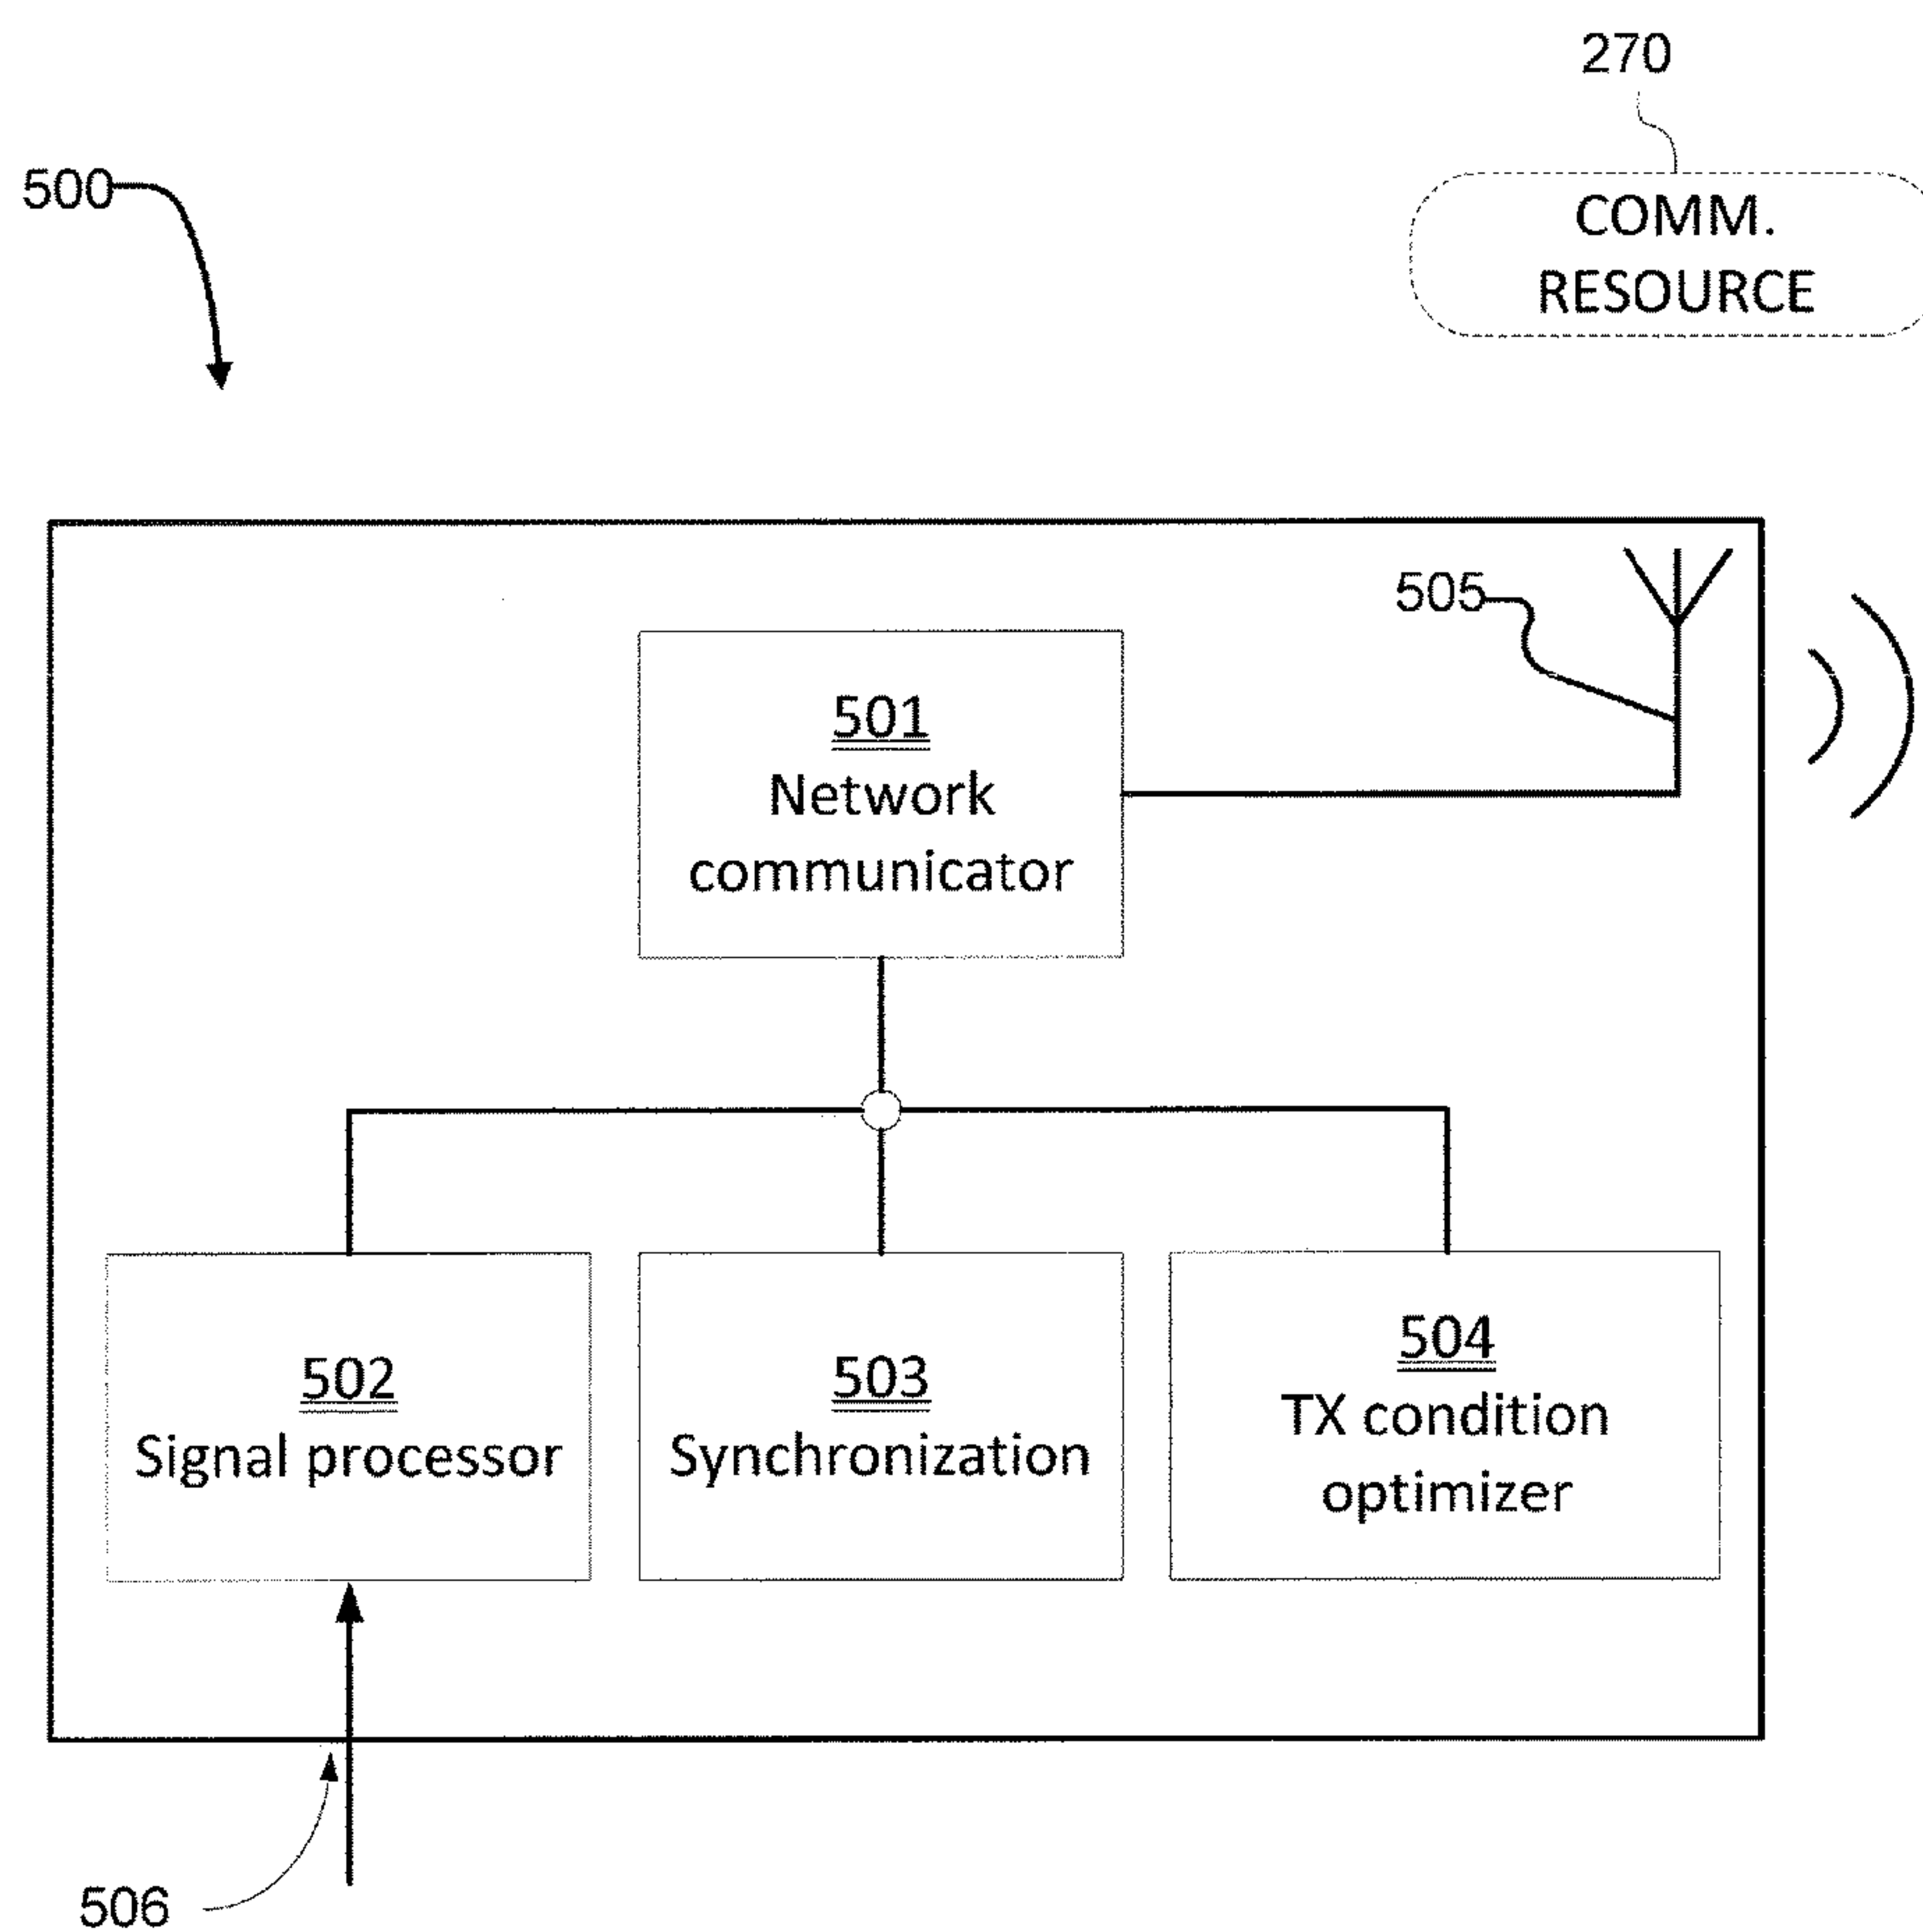 270
500
COMM.
RESOURCE
505
501
Network
communicator
502
Signal processor
503
Synchronization
504
TX condition
optimizer
506